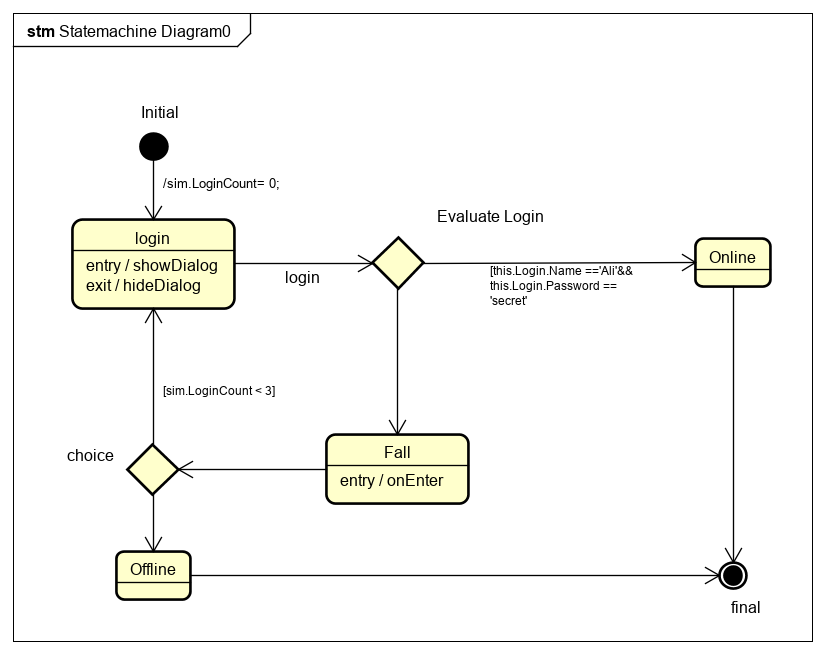 stm Statemachine Diagram0
Initial
/sim.LoginCount= 0;
login
entry / showDialog
exit / hideDialog
login
Evaluate Login
[this.Login.Name =='Ali'&&
this.Login.Password ==
'secret'
Online
[sim.LoginCount < 3]
choice
Fall
entry / onEnter
Offline
final